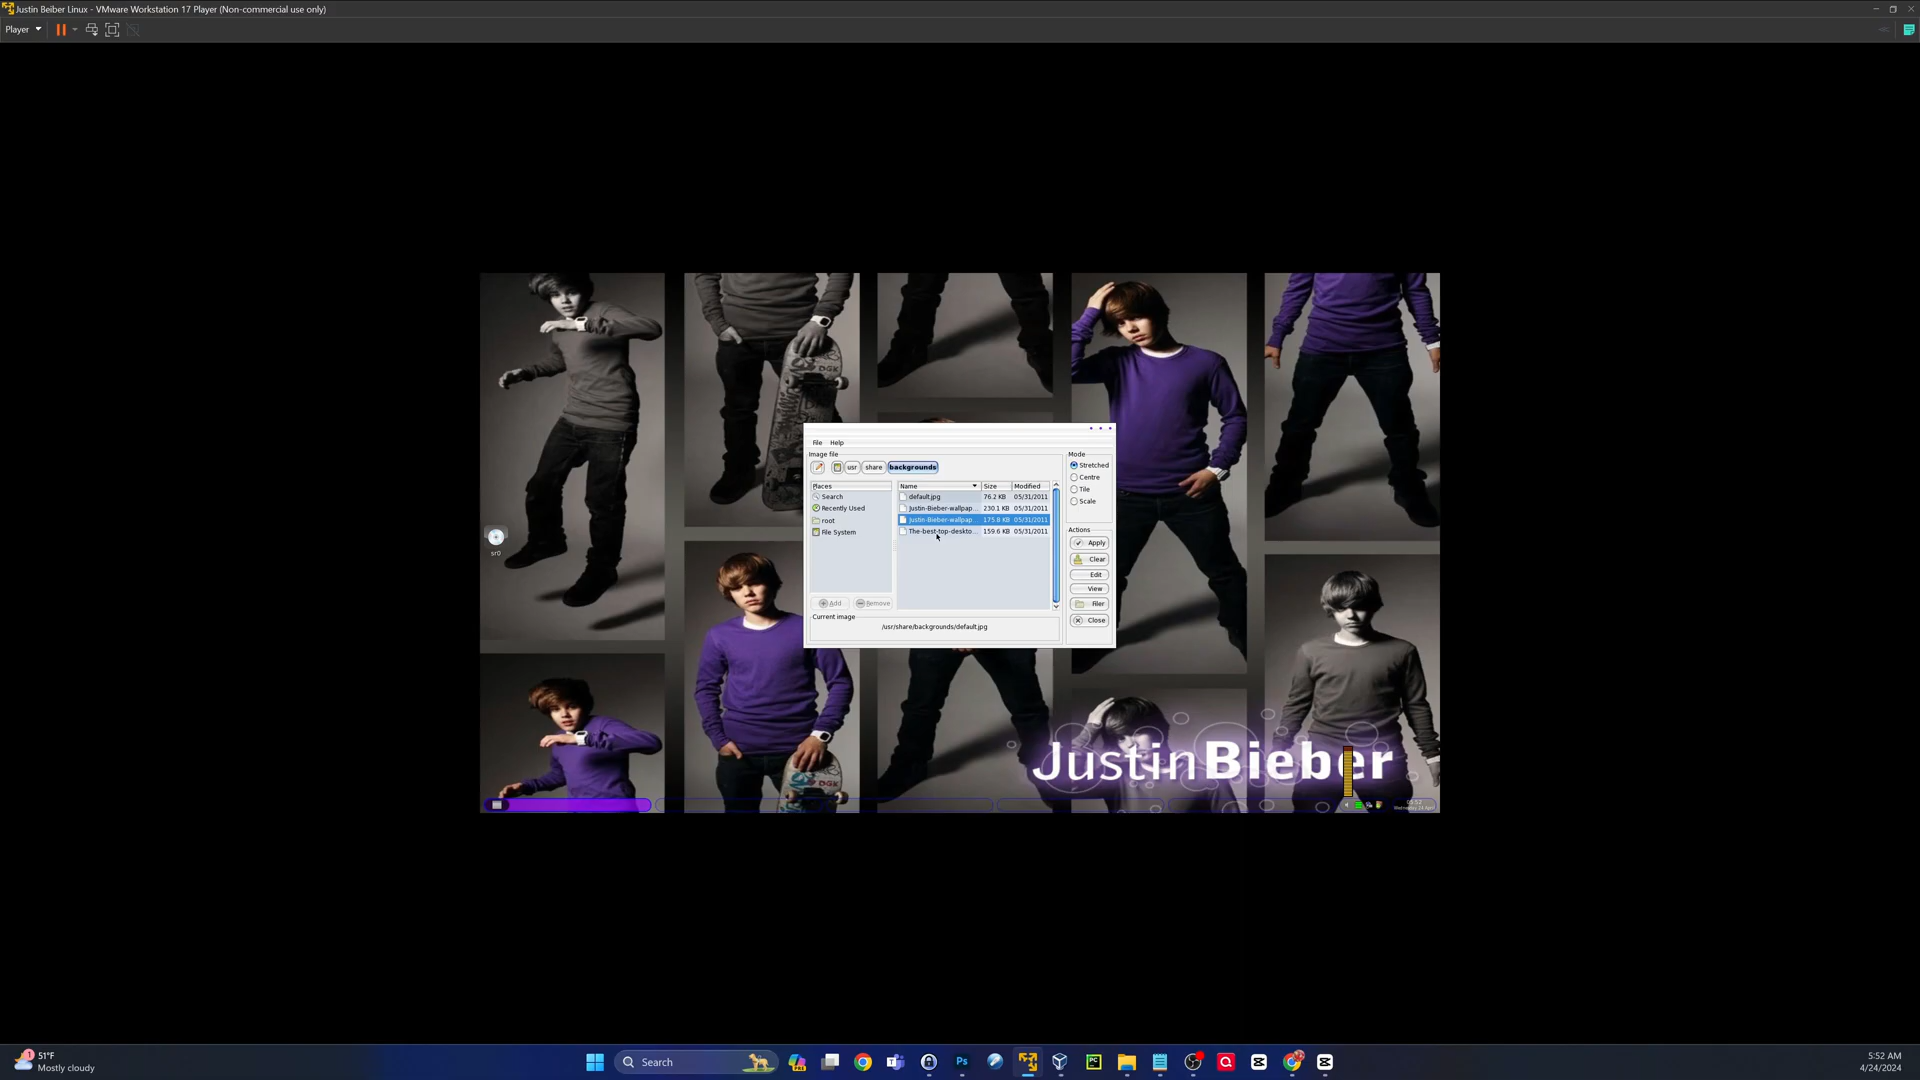 Justin Beiber Linux - VMware Workstation 17 Player (Non-commercial use only)
Player
File Help
Image file
usr share backgrounds
Places
Search
Recently Used
root
File System
Add Remove
Name Size Modified
default.jpg 76.2 KB 05/31/2011
Justin-Bieber-wallpap... 230.1 KB 05/31/2011
Justin-Bieber-wallpap... 175.8 KB 05/31/2011
The-best-top-deskto... 159.6 KB 05/31/2011
Current image
/usr/share/backgrounds/default.jpg
Mode
Stretched
Centre
Tile
Scale
Actions
Apply
Clear
Edit
View
Filer
Close
sr0
DGK
DGK
JustinBieber
05:52
51°F
Mostly cloudy
Search
5:52 AM
4/24/2024